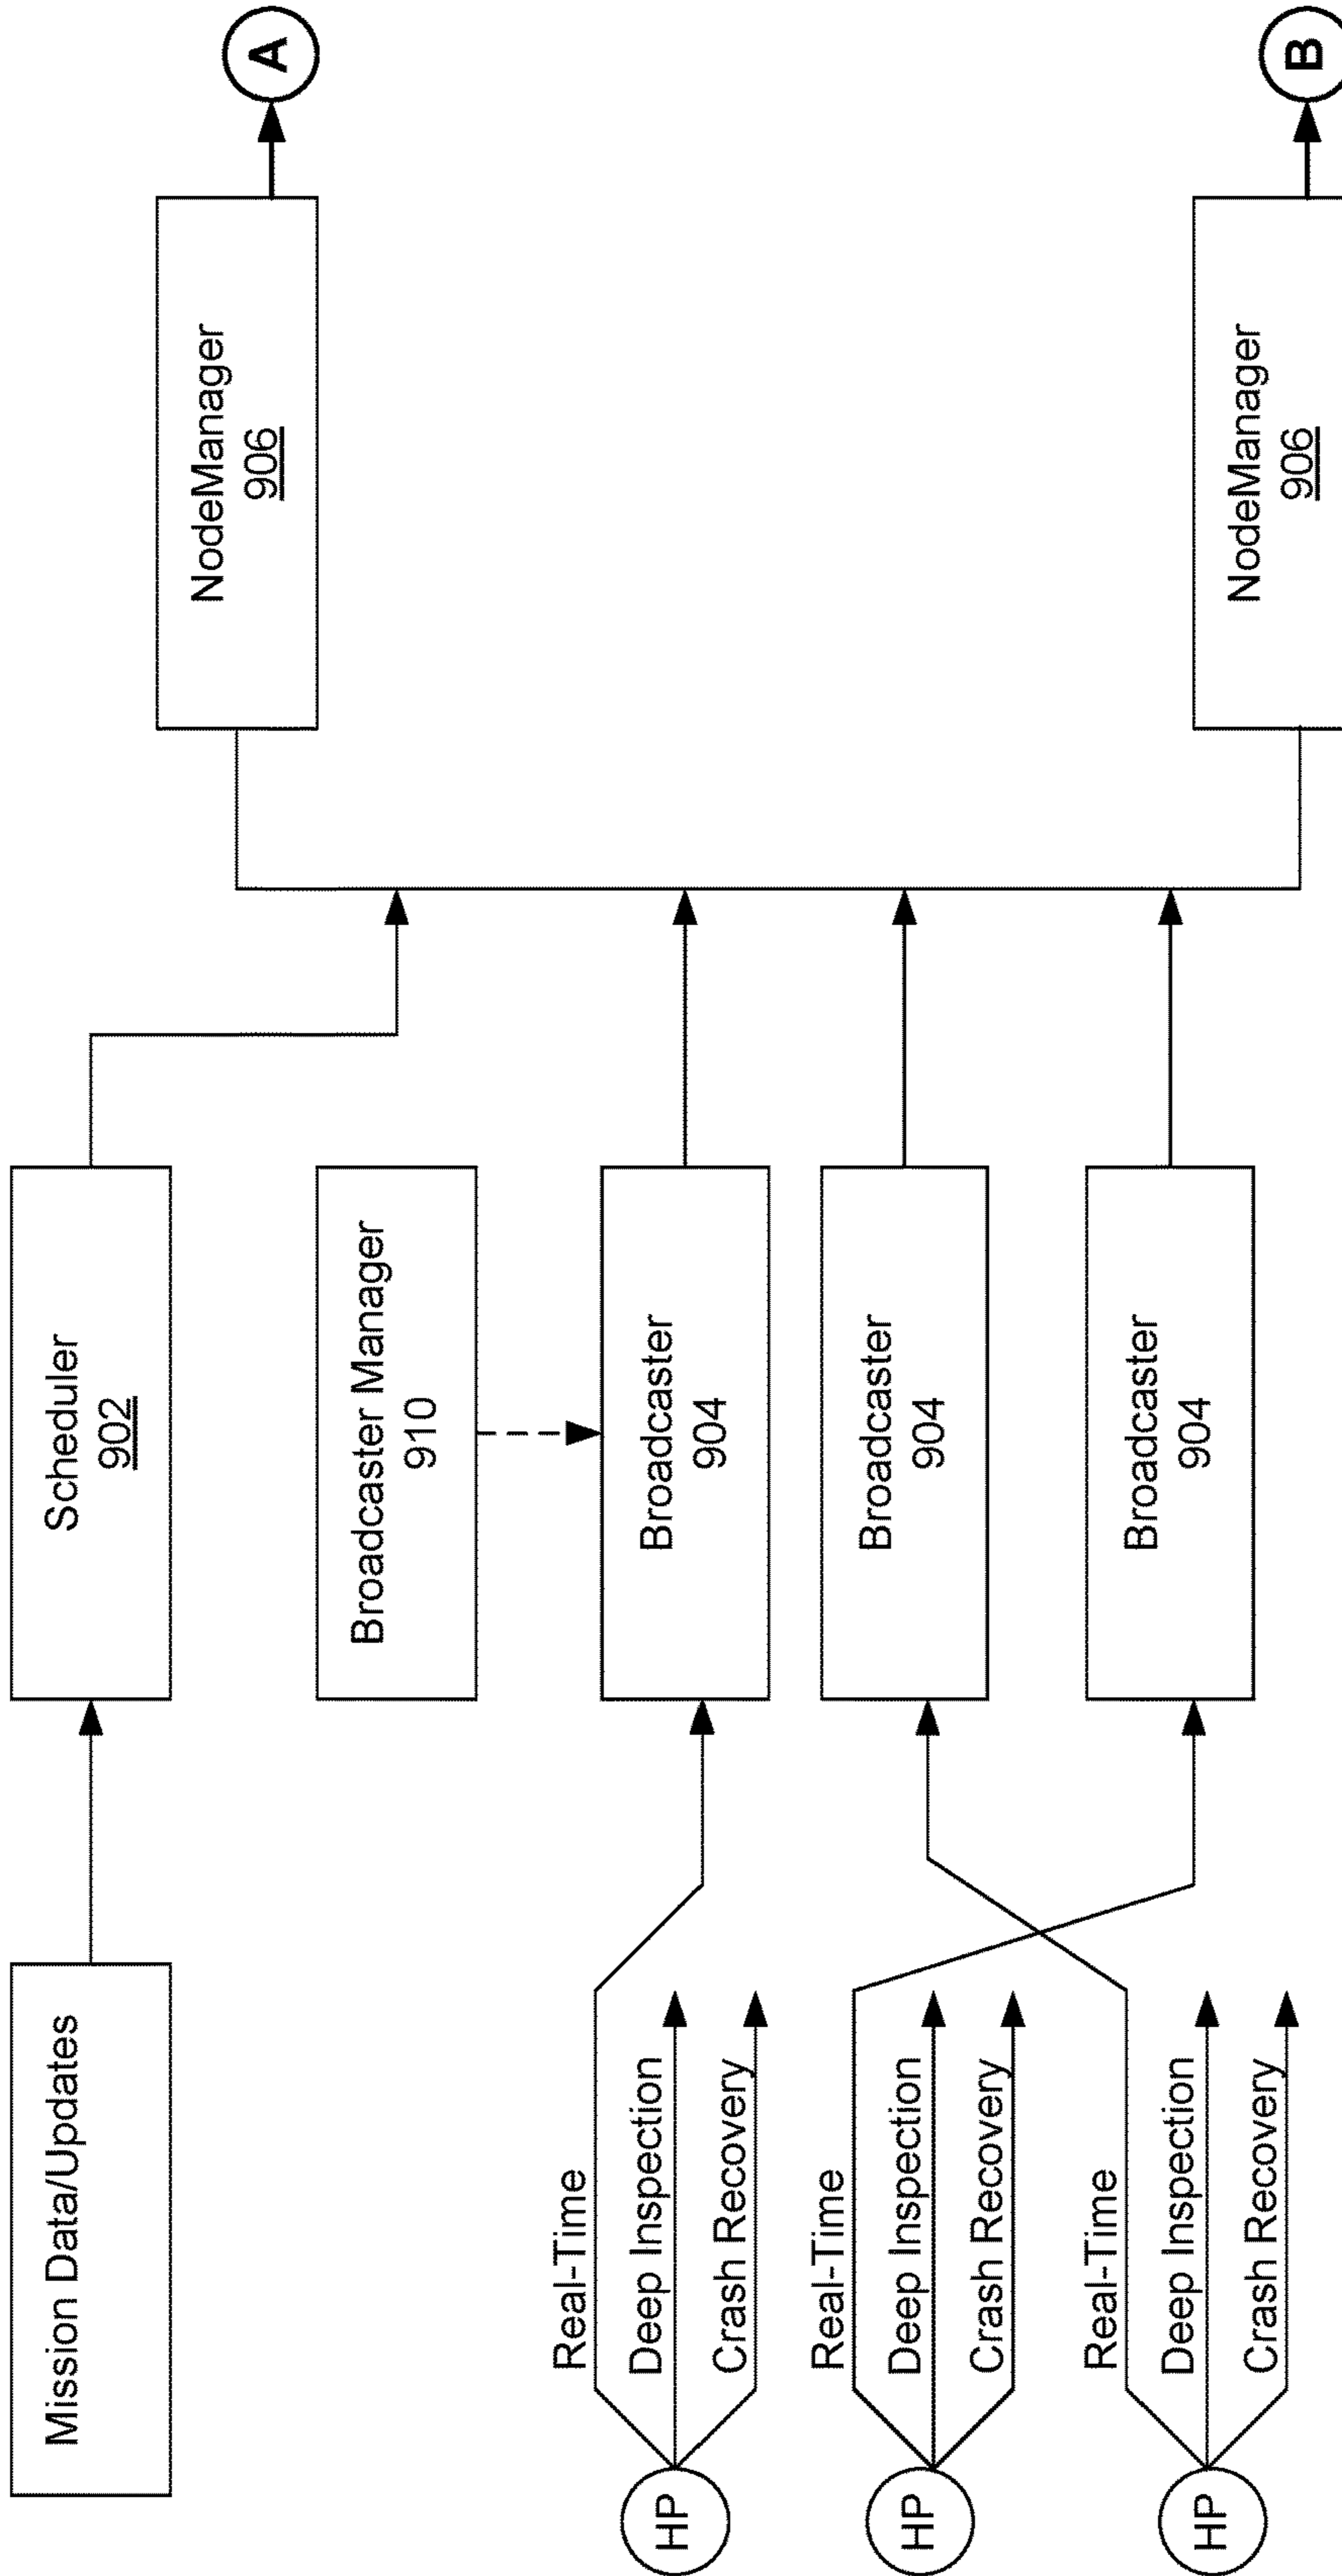 Mission Data/Updates
Scheduler
902
Broadcaster Manager
910
NodeManager
906
A
HP
Real-Time
Deep Inspection
Crash Recovery
Broadcaster
904
HP
Real-Time
Deep Inspection
Crash Recovery
Broadcaster
904
HP
Real-Time
Deep Inspection
Crash Recovery
Broadcaster
904
NodeManager
906
B